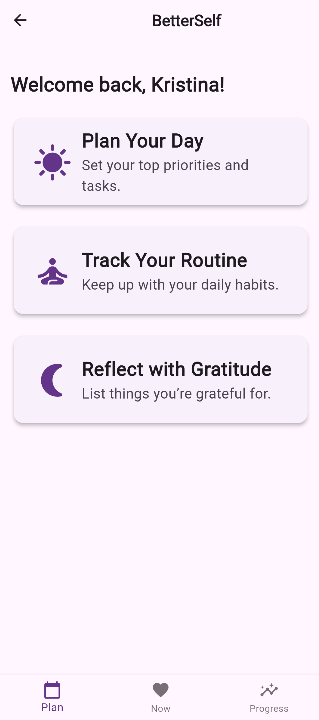 BetterSelf
Welcome back, Kristina!
Plan Your Day
Set your top priorities and
tasks.
Track Your Routine
Keep up with your daily habits.
Reflect with Gratitude
List things you’re grateful for.
Plan
Now
Progress